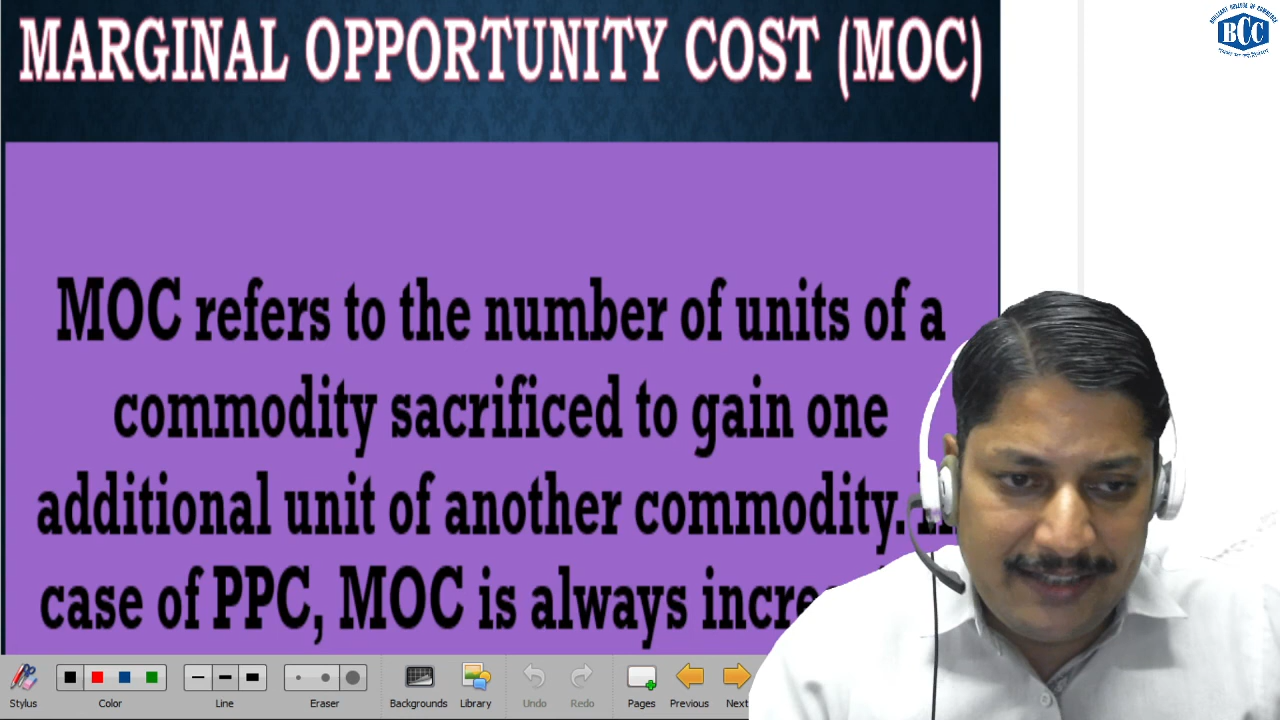 MARGINAL OPPORTUNITY COST (MOC)
BCC
MOC refers to the number of units of a
commodity sacrificed to gain one
additional unit of another commodity.
case of PPC, MOC is always
Stylus
Color
Line
Eraser
Backgrounds
Library
Undo
Redo
Pages
Previous
Next